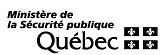 Ministère de
la Sécurité publique
Québec